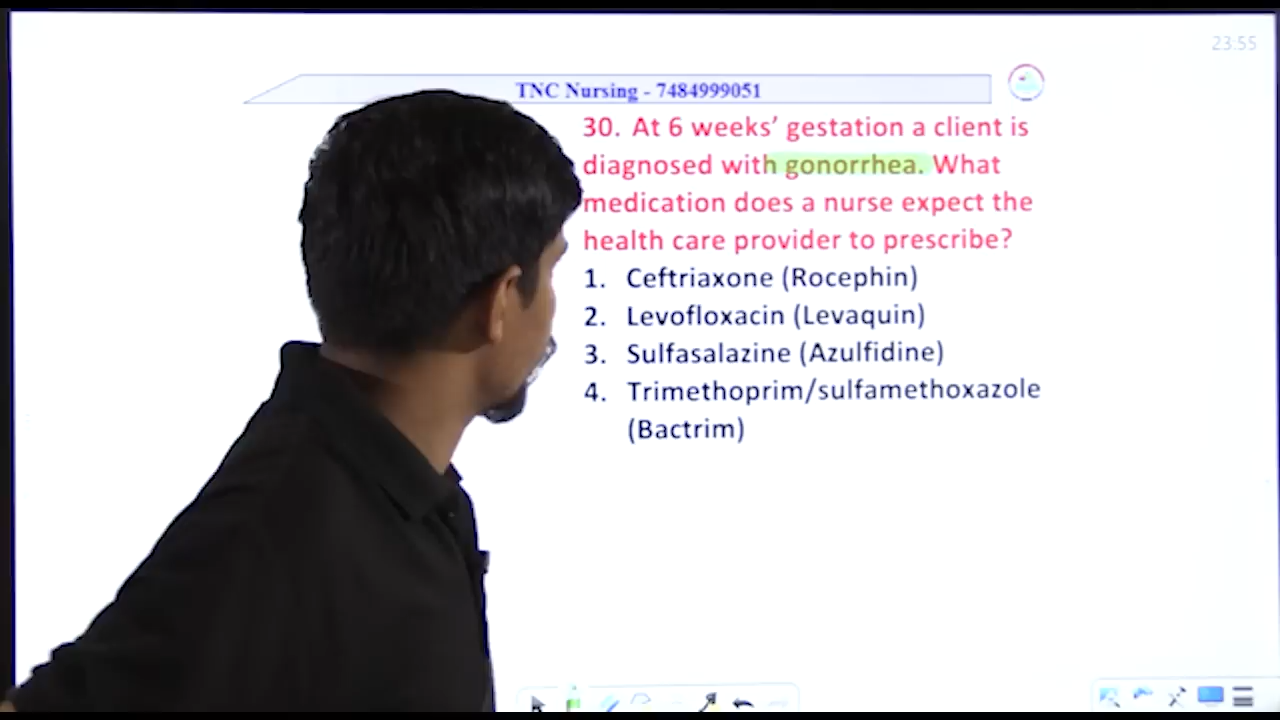 23:55
TNC Nursing - 7484999051
30. At 6 weeks’ gestation a client is
diagnosed with gonorrhea. What
medication does a nurse expect the
health care provider to prescribe?
1. Ceftriaxone (Rocephin)
2. Levofloxacin (Levaquin)
3. Sulfasalazine (Azulfidine)
4. Trimethoprim/sulfamethoxazole
(Bactrim)